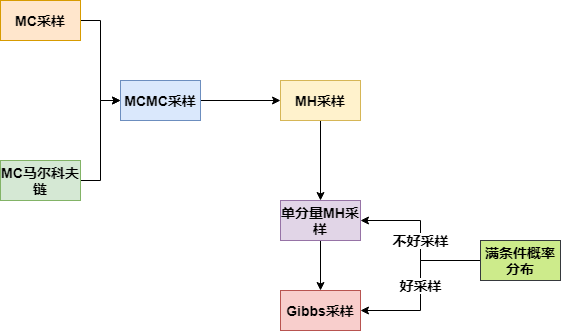 MC采样
MCMC采样
MH采样
MC马尔科夫
链
单分量MH采
样
不好采样
满条件概率
分布
好采样
Gibbs采样